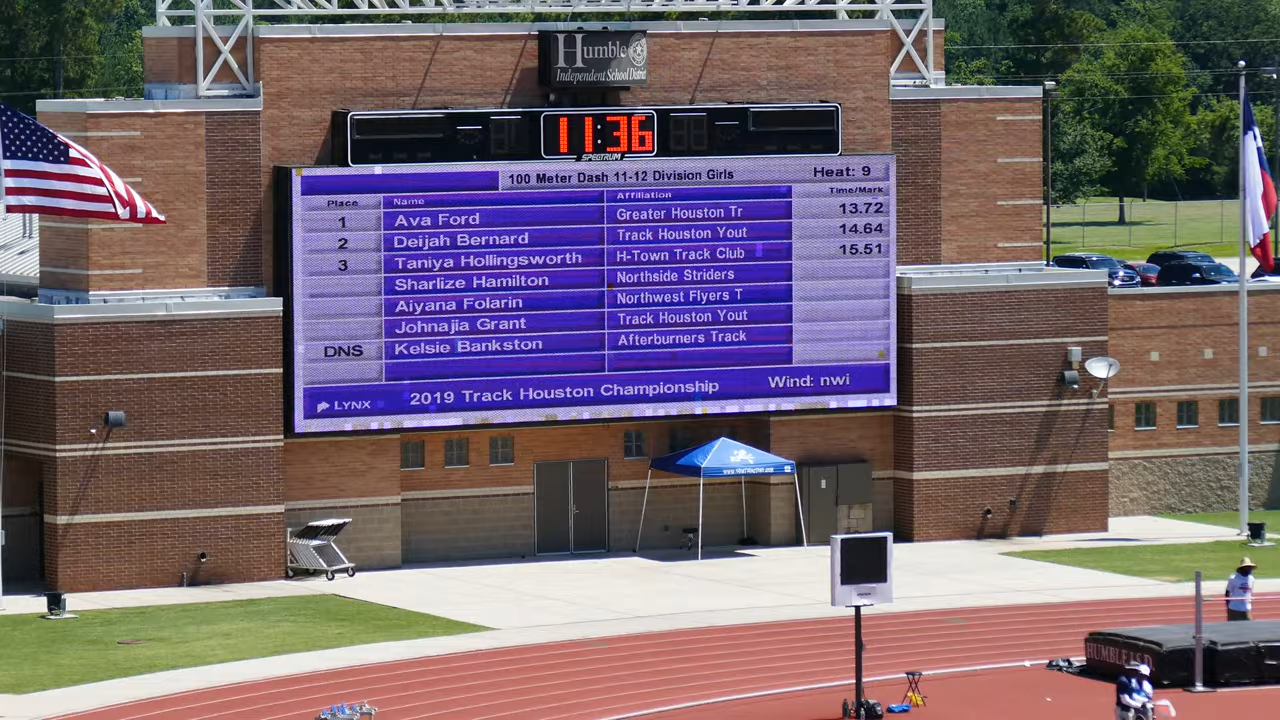 Humble
Independent School District
11:36
SPECTRUM
100 Meter Dash 11-12 Division Girls Heat: 9
Place Name Affiliation Time/Mark
1 Ava Ford Greater Houston Tr 13.72
2 Deijah Bernard Track Houston Yout 14.64
3 Taniya Hollingsworth H-Town Track Club 15.51
Sharlize Hamilton Northside Striders
Aiyana Folarin Northwest Flyers T
Johnajia Grant Track Houston Yout
DNS Kelsie Bankston Afterburners Track
LYNX 2019 Track Houston Championship Wind: nwi
HUMBLE ISD